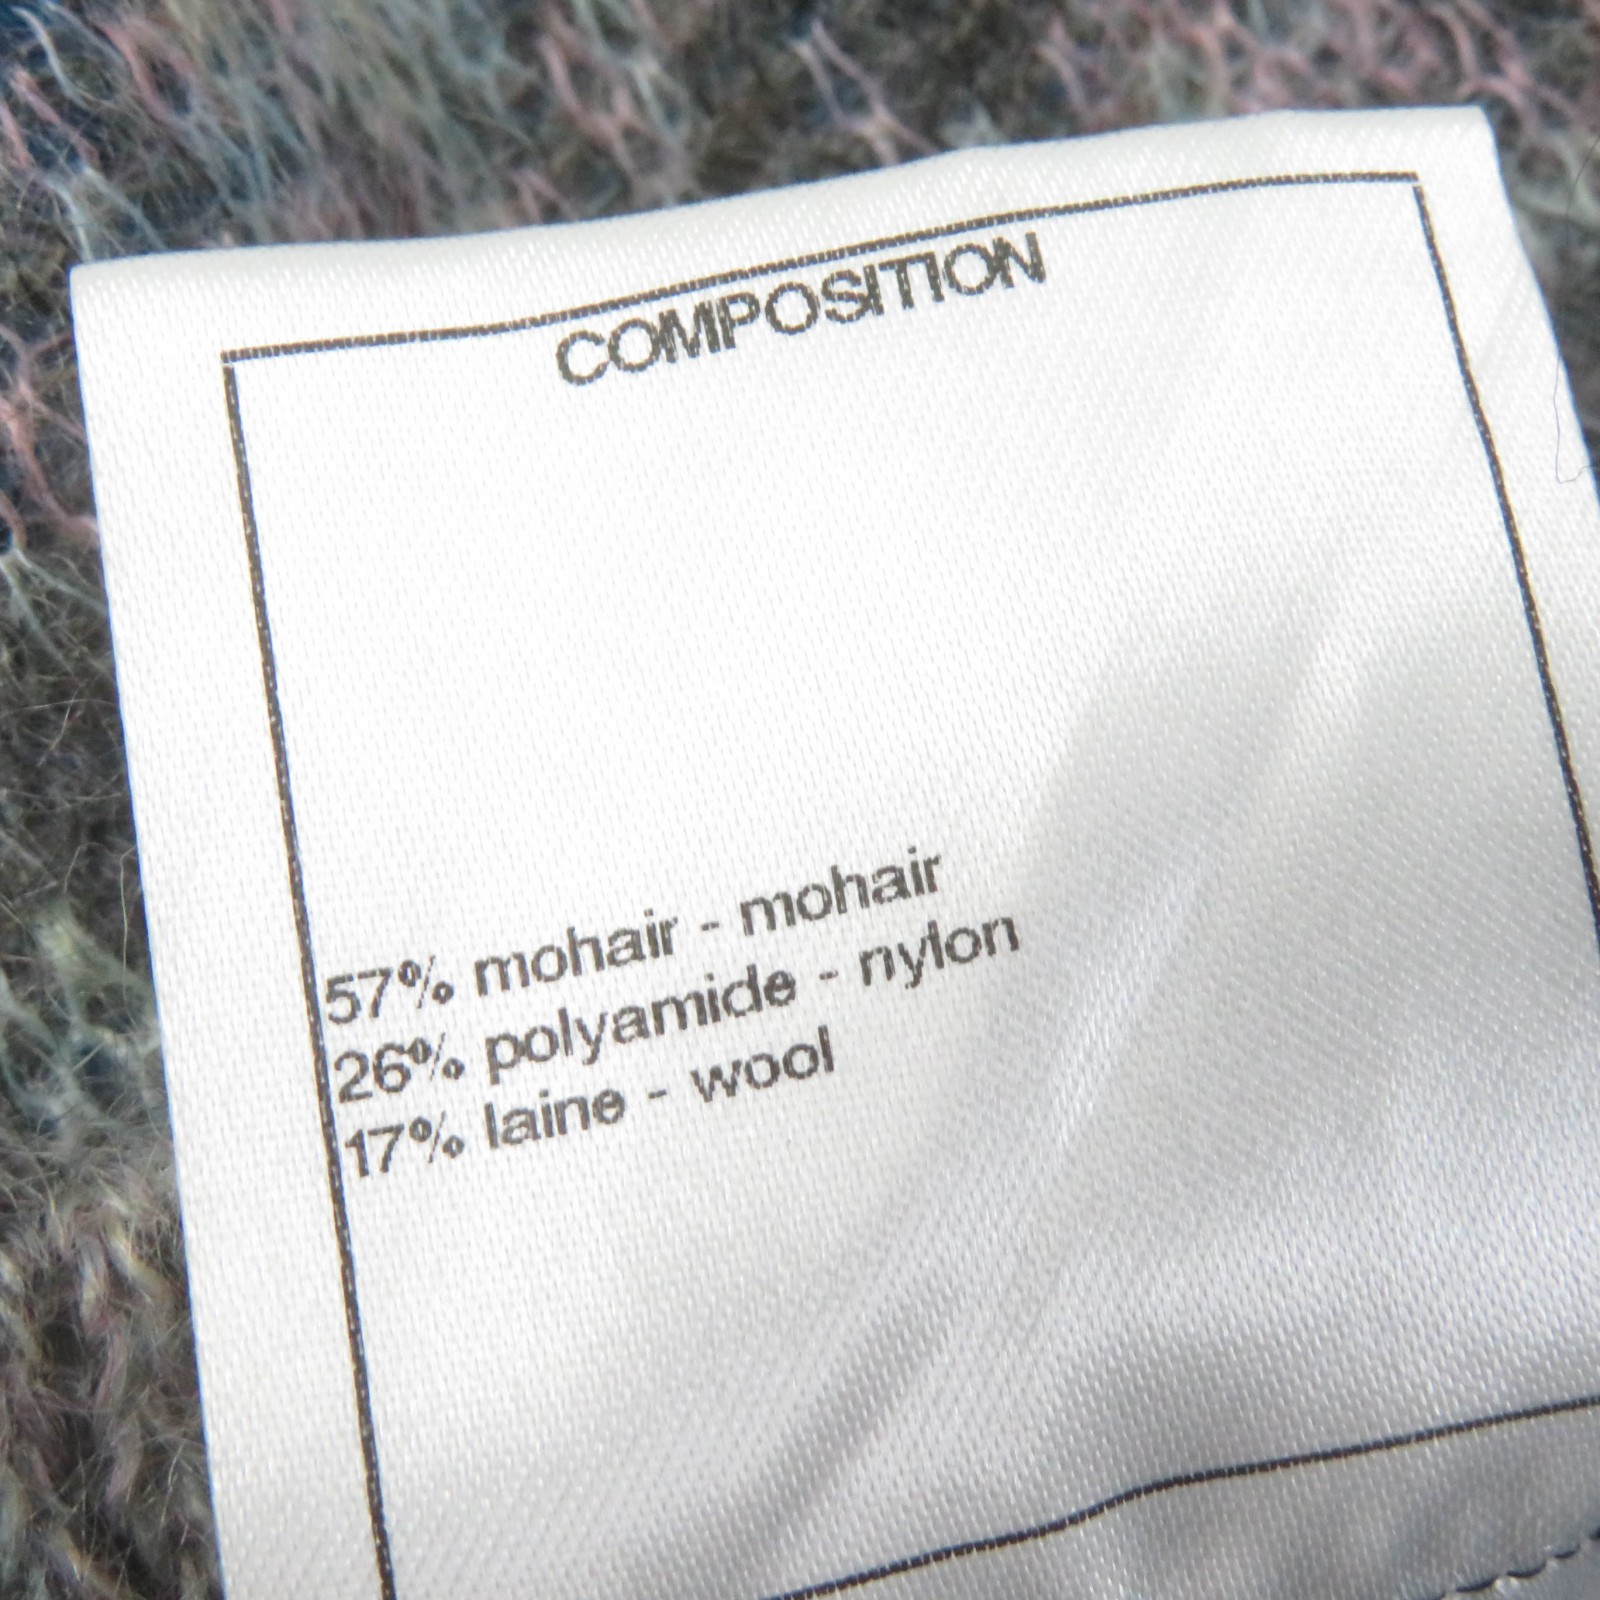 COMPOSITION
57% mohair - mohair
26% polyamide - nylon
17% laine - wool